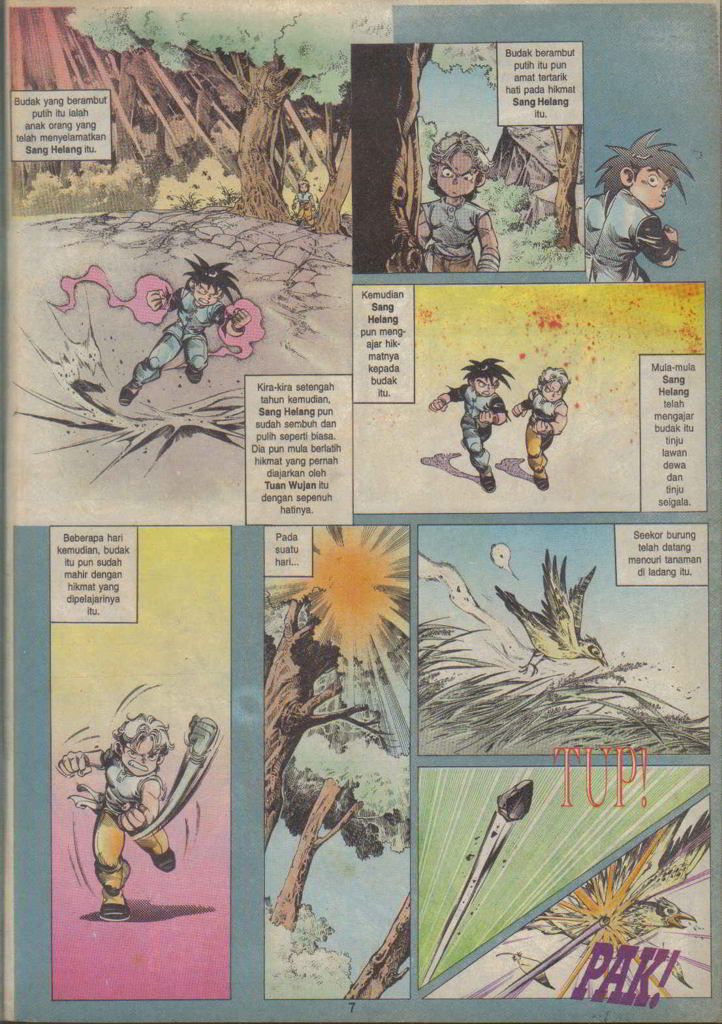 Budak yang berambut
putih itu ialah
anak orang yang
telah menyelamatkan
Sang Helang itu.
Budak berambut
putih itu pun
amat tertarik
hati pada hikmat
Sang Helang
itu.
Kira-kira setengah
tahun kemudian,
Sang Helang pun
sudah sembuh dan
pulih seperti biasa.
Dia pun mula berlatih
hikmat yang pernah
diajarkan oleh
Tuan Wujan itu
dengan sepenuh
hatinya.
Kemudian
Sang
Helang
pun meng-
ajar hik-
matnya
kepada
budak
itu.
Mula-mula
Sang
Helang
telah
mengajar
budak itu
tinju
lawan
dewa
dan
tinju
seigala.
Beberapa hari
kemudian, budak
itu pun sudah
mahir dengan
hikmat yang
dipelajarinya
itu.
Pada
suatu
hari...
Seekor burung
telah datang
mencuri tanaman
di ladang itu.
TUP!
PAK!
7